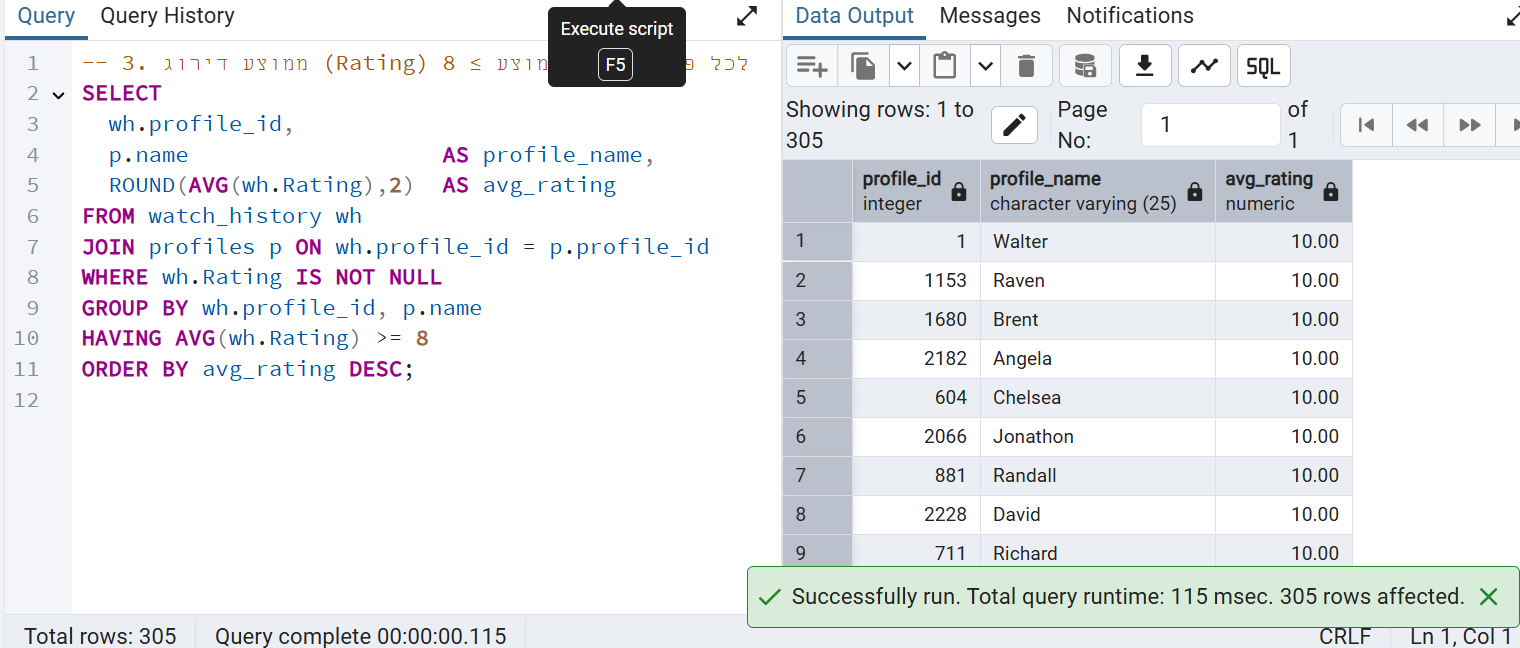 Query
Query History
Execute script
F5
1 -- 3. ממוצע דירוג (Rating) לכל ≥ 8
2 SELECT
3 wh.profile_id,
4 p.name AS profile_name,
5 ROUND(AVG(wh.Rating),2) AS avg_rating
6 FROM watch_history wh
7 JOIN profiles p ON wh.profile_id = p.profile_id
8 WHERE wh.Rating IS NOT NULL
9 GROUP BY wh.profile_id, p.name
10 HAVING AVG(wh.Rating) >= 8
11 ORDER BY avg_rating DESC;
12
Data Output Messages Notifications
SQL
Showing rows: 1 to
305
Page
No:
1
of
1
profile_id
integer
profile_name
character varying (25)
avg_rating
numeric
1 1 Walter 10.00
2 1153 Raven 10.00
3 1680 Brent 10.00
4 2182 Angela 10.00
5 604 Chelsea 10.00
6 2066 Jonathon 10.00
7 881 Randall 10.00
8 2228 David 10.00
9 711 Richard 10.00
Successfully run. Total query runtime: 115 msec. 305 rows affected.
Total rows: 305
Query complete 00:00:00.115
CRLF
Ln 1, Col 1